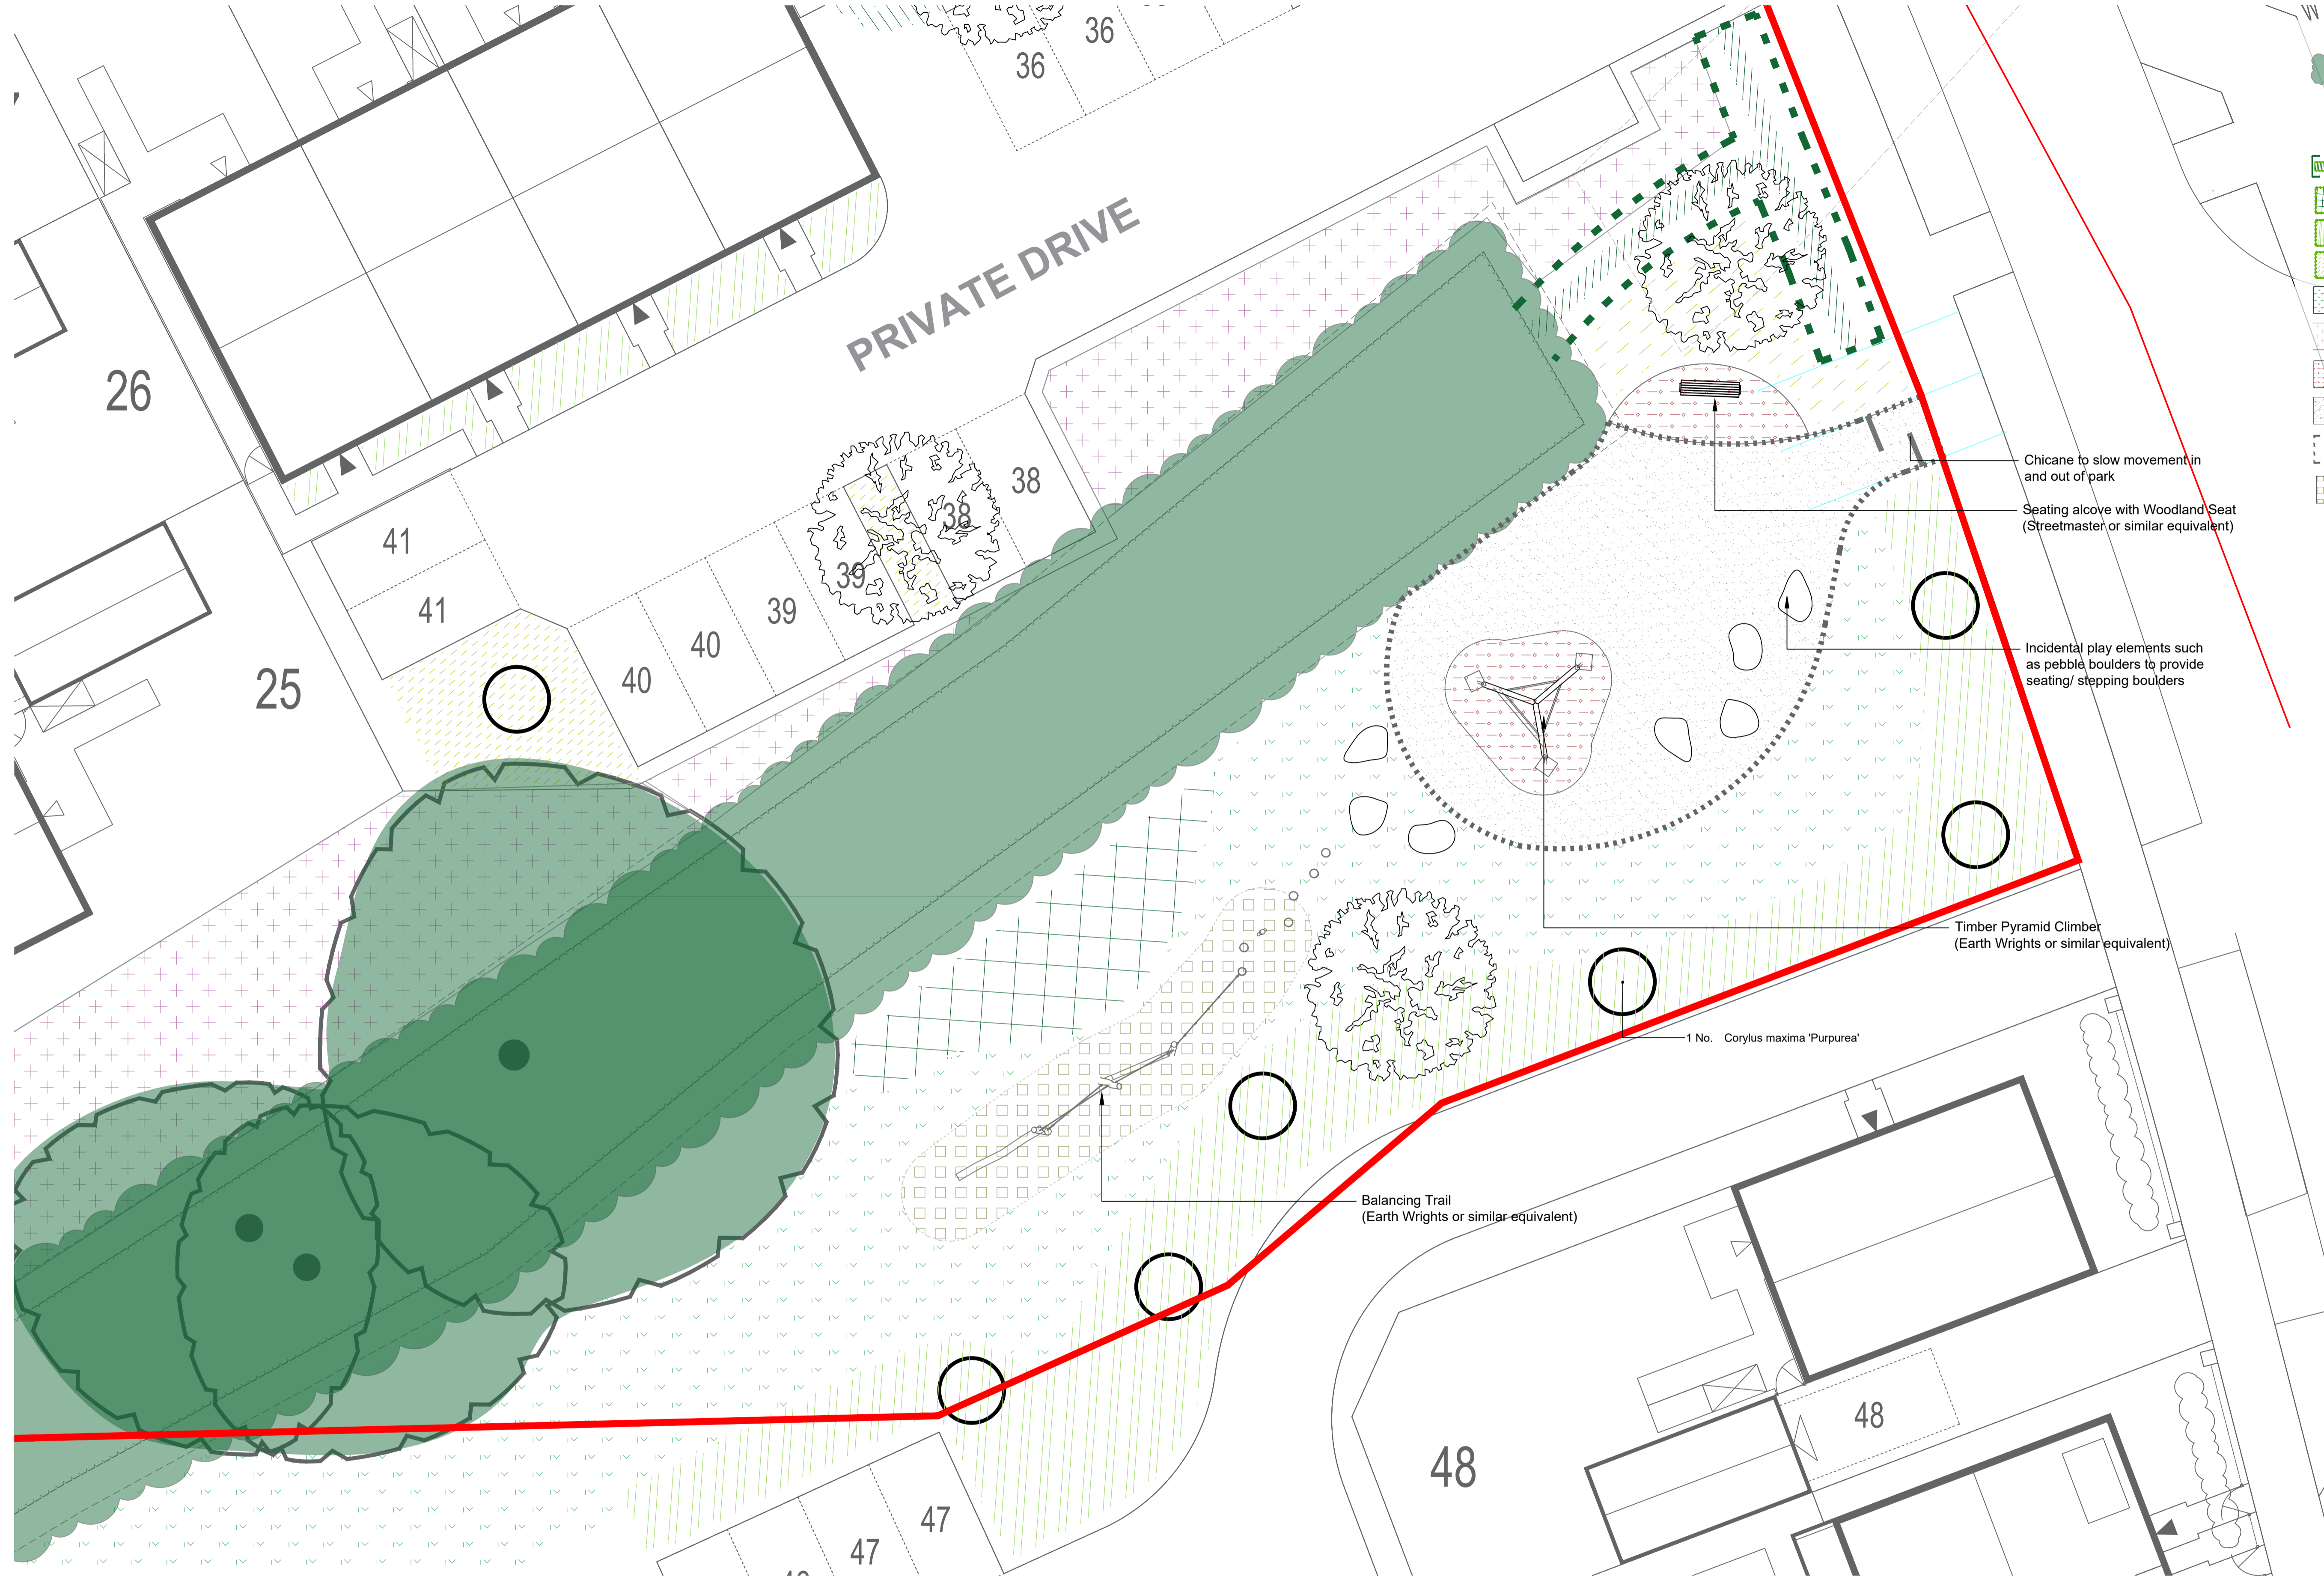 36
36
PRIVATE DRIVE
26
38
38
39
39
40
40
41
41
25
Chicane to slow movement in
and out of park
Seating alcove with Woodland Seat
(Streetmaster or similar equivalent)
Incidental play elements such
as pebble boulders to provide
seating/ stepping boulders
Timber Pyramid Climber
(Earth Wrights or similar equivalent)
1 No. Corylus maxima 'Purpurea'
Balancing Trail
(Earth Wrights or similar equivalent)
48
48
47
47